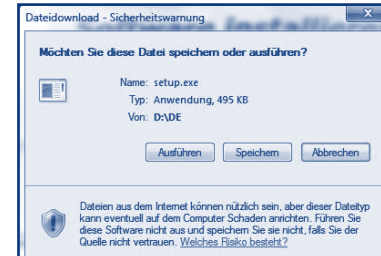 Software installiere
Dateidownload - Sicherheitswarnung
Möchten Sie diese Datei speichern oder ausführen?
Name: setup.exe
Typ: Anwendung, 495 KB
Von: D:\DE
Ausführen Speichern Abbrechen
Dateien aus dem Internet können nützlich sein, aber dieser Dateityp
kann eventuell auf dem Computer Schaden anrichten. Führen Sie
diese Software nicht aus und speichern Sie sie nicht, falls Sie der
Quelle nicht vertrauen. Welches Risiko besteht?